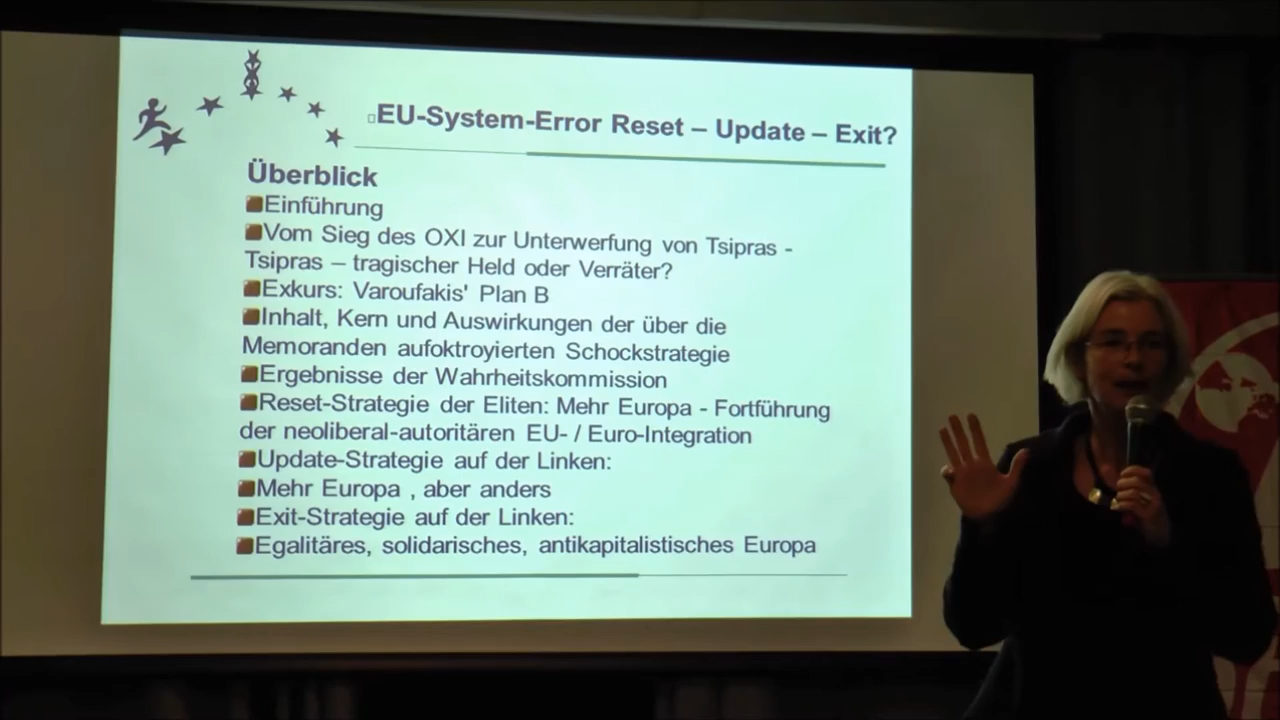 EU-System-Error Reset – Update – Exit?
Überblick
Einführung
Vom Sieg des OXI zur Unterwerfung von Tsipras -
Tsipras – tragischer Held oder Verräter?
Exkurs: Varoufakis' Plan B
Inhalt, Kern und Auswirkungen der über die
Memoranden aufoktroyierten Schockstrategie
Ergebnisse der Wahrheitskommission
Reset-Strategie der Eliten: Mehr Europa - Fortführung
der neoliberal-autoritären EU- / Euro-Integration
Update-Strategie auf der Linken:
Mehr Europa , aber anders
Exit-Strategie auf der Linken:
Egalitäres, solidarisches, antikapitalistisches Europa